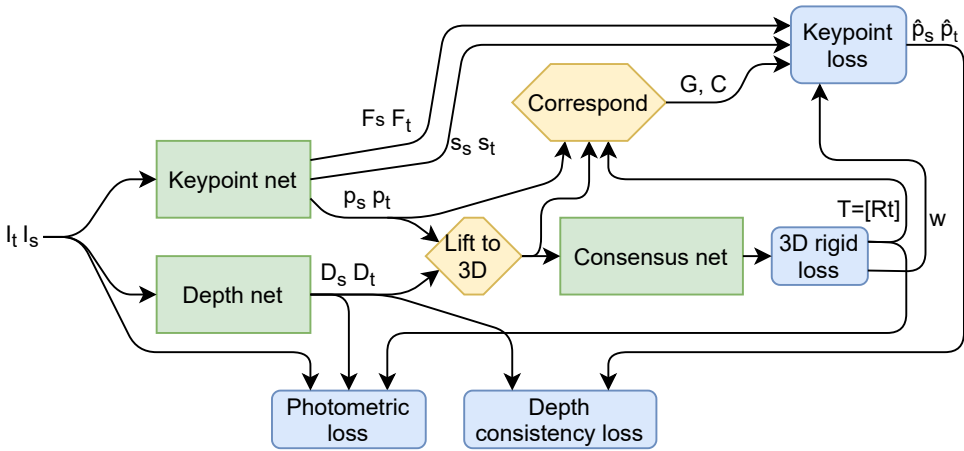 Keypoint
loss
p̂ₛ p̂ₜ
Correspond
G, C
Fs Fₜ
sₛ sₜ
Keypoint net
pₛ pₜ
T=[Rt]
w
Iₜ Iₛ
Lift to
3D
Consensus net
3D rigid
loss
Dₛ Dₜ
Depth net
Photometric
loss
Depth
consistency loss